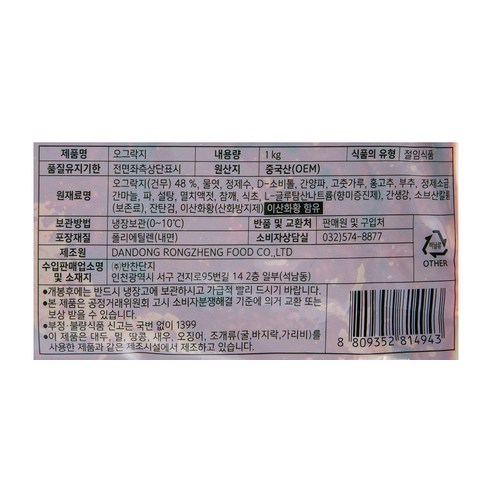 제품명 오그락지 내용량 1 kg 식품의 유형 절임식품
품질유지기한 전면좌측상단표시 원산지 중국산(OEM)
원재료명 오그락지(건무) 48 %, 물엿, 정제수, D-소비톨, 간양파, 고춧가루, 홍고추, 부추, 정제소금,
간마늘, 파, 설탕, 멸치액젓, 참깨, 식초, L-글루탐산나트륨(향미증진제), 간생강, 소브산칼륨
(보존료), 잔탄검, 이산화황(산화방지제) 이산화황 함유
보관방법 냉장보관(0~10℃) 반품 및 교환처 판매원 및 구입처
포장재질 폴리에틸렌(내면) 소비자상담실 032)574-8877
제조원 DANDONG RONGZHENG FOOD CO.,LTD
수입판매업소명 및 소재지 ㈜반찬단지
인천광역시 서구 건지로95번길 14 2층 일부(석남동)
•개봉후에는 반드시 냉장고에 보관하시고 가급적 빨리 드시기 바랍니다.
•본 제품은 공정거래위원회 고시 소비자분쟁해결 기준에 의거 교환 또는
보상 받을 수 있습니다.
•부정·불량식품 신고는 국번 없이 1399
•이 제품은 대두, 밀, 땅콩, 새우, 오징어, 조개류(굴,바지락,가리비)를
사용한 제품과 같은 제조시설에서 제조하고 있습니다.
비닐류
OTHER
8 809352 814943